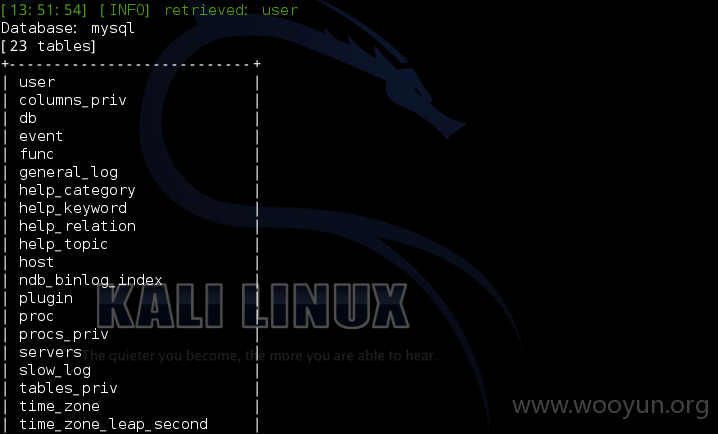 [13:51:54] [INFO] retrieved: user
Database: mysql
[23 tables]
+---------------------------+
| user |
| columns_priv |
| db |
| event |
| func |
| general_log |
| help_category |
| help_keyword |
| help_relation |
| help_topic |
| host |
| ndb_binlog_index |
| plugin |
| proc |
| procs_priv |
| servers |
| slow_log |
| tables_priv |
| time_zone |
| time_zone_leap_second |
KALI LINUX
The quieter you become, the more you are able to hear.
www.wooyun.org